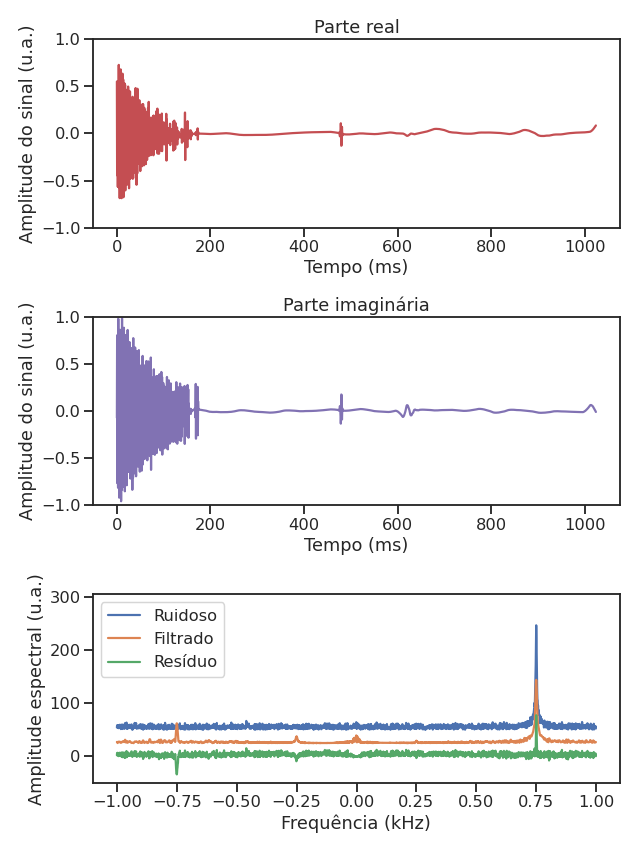 Parte real
Amplitude do sinal (u.a.)
1.0
0.5
0.0
−0.5
−1.0
0 200 400 600 800 1000
Tempo (ms)
Parte imaginária
Amplitude do sinal (u.a.)
1.0
0.5
0.0
−0.5
−1.0
0 200 400 600 800 1000
Tempo (ms)
Amplitude espectral (u.a.)
300
200
100
0
Ruidoso
Filtrado
Resíduo
−1.00 −0.75 −0.50 −0.25 0.00 0.25 0.50 0.75 1.00
Frequência (kHz)